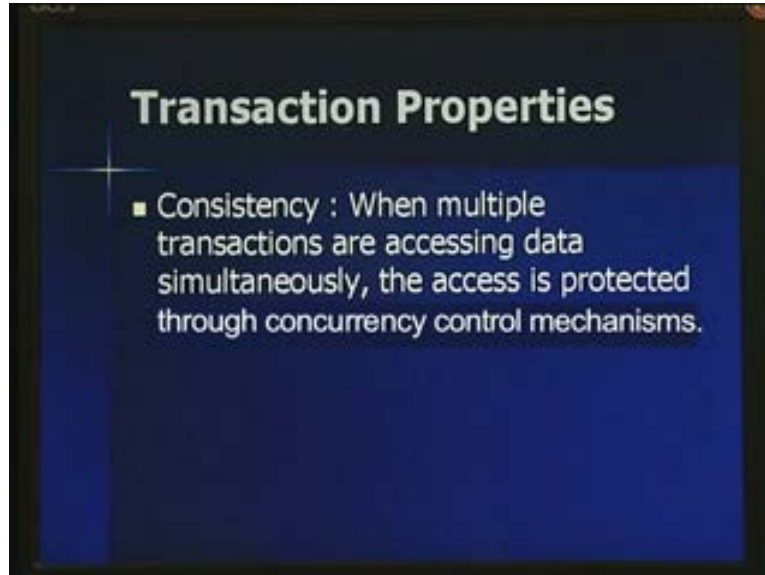 Transaction Properties
Consistency : When multiple
transactions are accessing data
simultaneously, the access is protected
through concurrency control mechanisms.